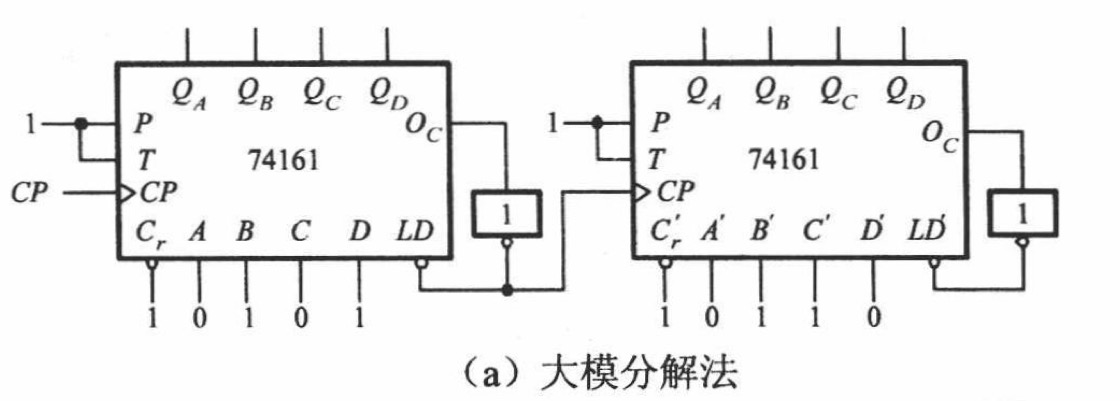 Q_A Q_B Q_C Q_D Q_A Q_B Q_C Q_D
1 P O_C 1 P O_C
T 74161 T 74161
CP CP CP
1 1
C_r A B C D LD C'_r A' B' C' D' LD'
1 0 1 0 1 1 0 1 1 0
（a）大模分解法